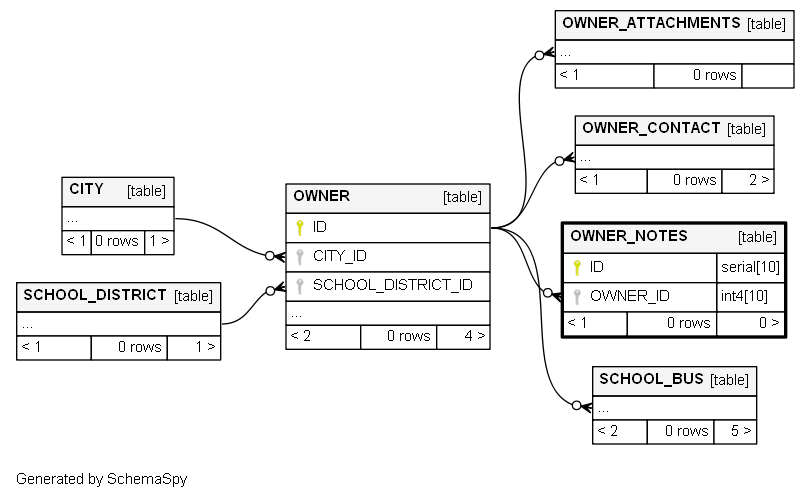 OWNER_ATTACHMENTS [table]
...
< 1 0 rows
OWNER_CONTACT [table]
...
< 1 0 rows 2 >
CITY [table]
...
< 1 0 rows 1 >
OWNER [table]
ID
CITY_ID
SCHOOL_DISTRICT_ID
...
< 2 0 rows 4 >
OWNER_NOTES [table]
ID serial[10]
OWNER_ID int4[10]
< 1 0 rows 0 >
SCHOOL_DISTRICT [table]
...
< 1 0 rows 1 >
SCHOOL_BUS [table]
...
< 2 0 rows 5 >
Generated by SchemaSpy